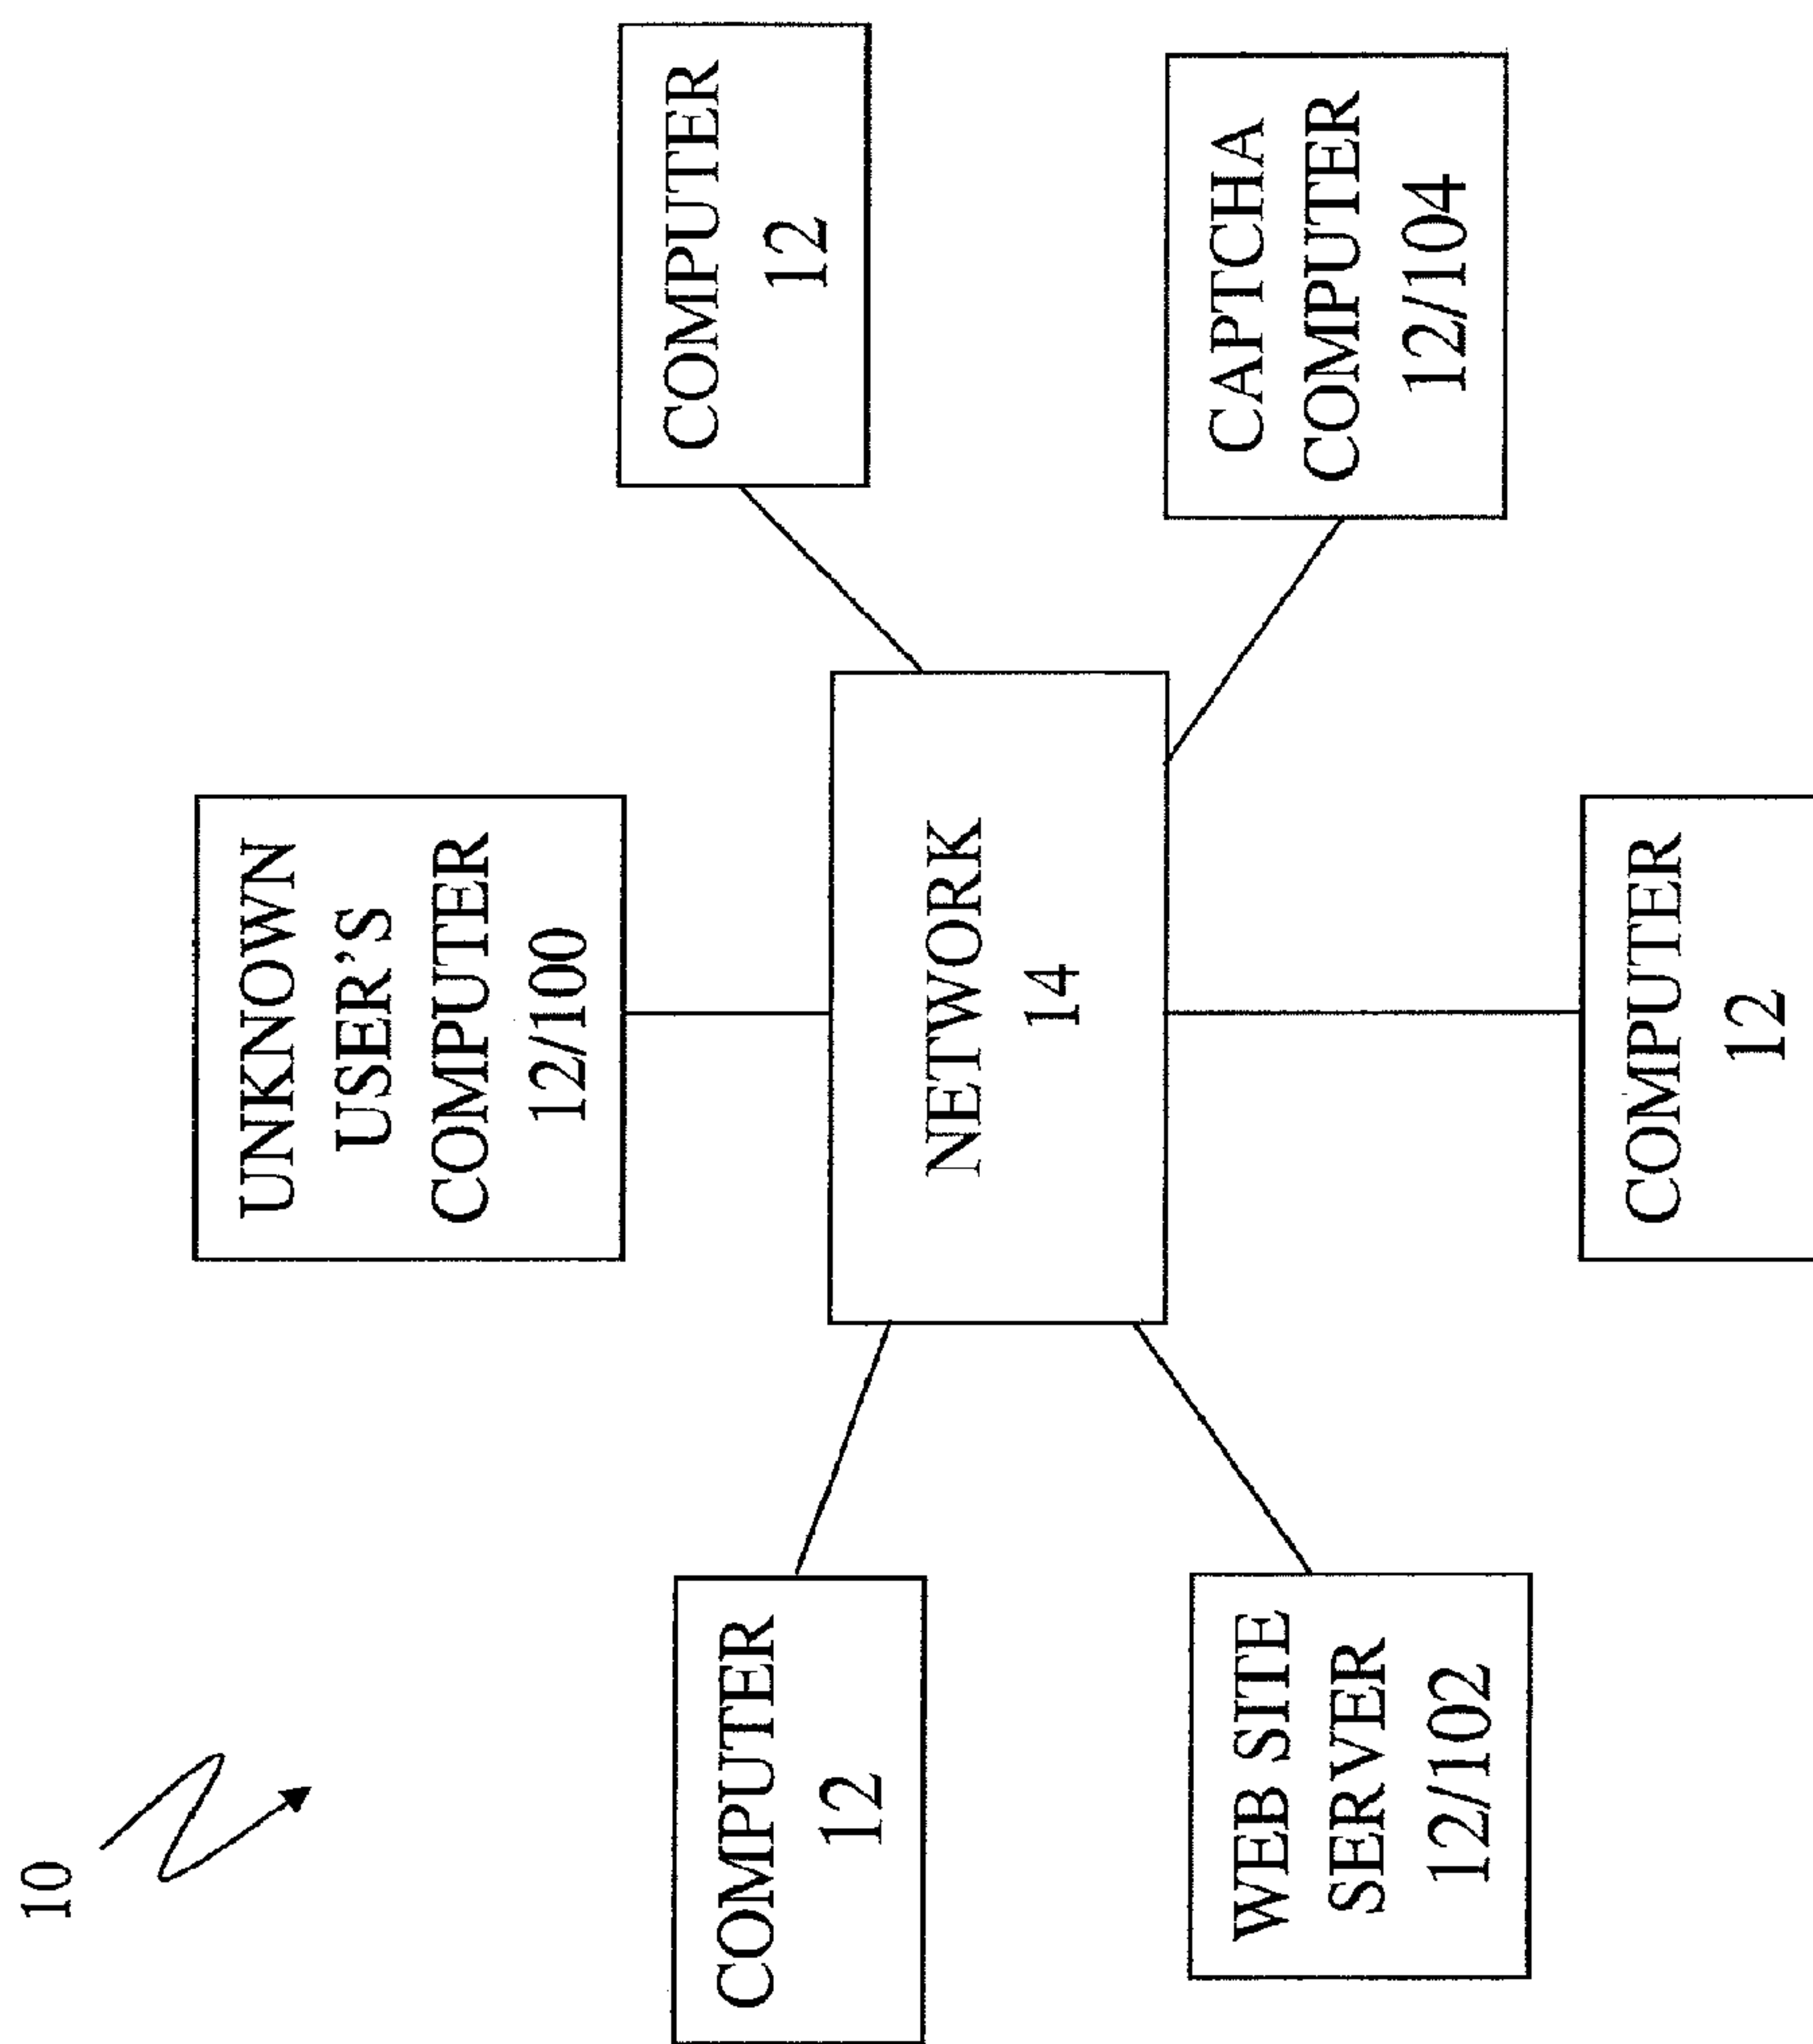 10
UNKNOWN
USER'S
COMPUTER
12/100
COMPUTER
12
COMPUTER
12
NETWORK
14
WEB SITE
SERVER
12/102
CAPTCHA
COMPUTER
12/104
COMPUTER
12